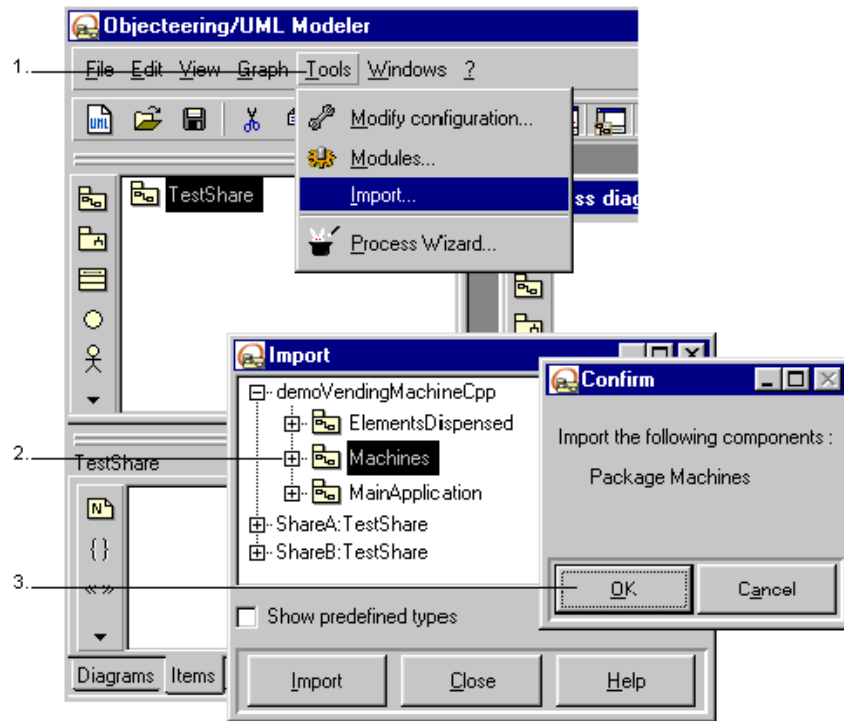 Objecteering/UML Modeler
1.
File Edit View Graph Tools Windows ?
UML
Modify configuration...
Modules...
Import...
Process Wizard...
TestShare
ss diag
Import
demoVendingMachineCpp
ElementsDispensed
2.
Machines
MainApplication
ShareA:TestShare
ShareB:TestShare
Confirm
Import the following components :
Package Machines
3.
OK Cancel
TestShare
N
{}
«»
Show predefined types
Diagrams Items
Import Close Help